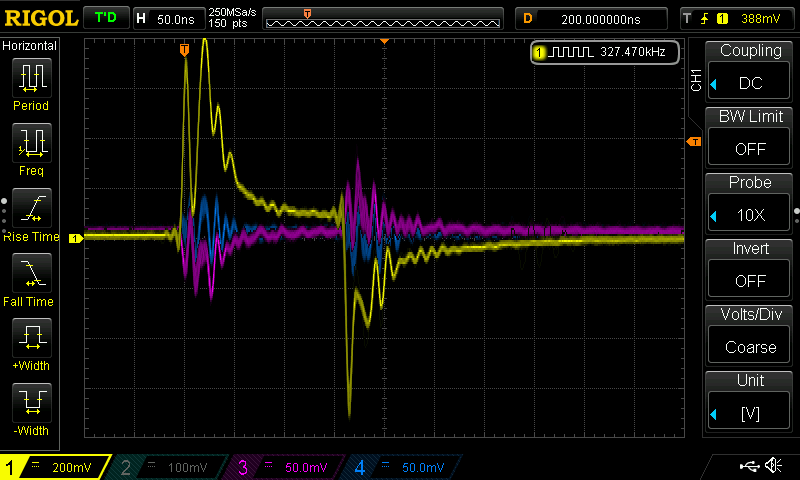 RIGOL T'D H 50.0ns 250MSa/s
150 pts
D 200.000000ns T 1 388mV
Horizontal
1 327.470kHz
Period
Freq
Rise Time
Fall Time
+Width
-Width
T
T
1
CH1
Coupling
DC
BW Limit
OFF
Probe
10X
Invert
OFF
Volts/Div
Coarse
Unit
[V]
1 200mV 2 100mV 3 50.0mV 4 50.0mV